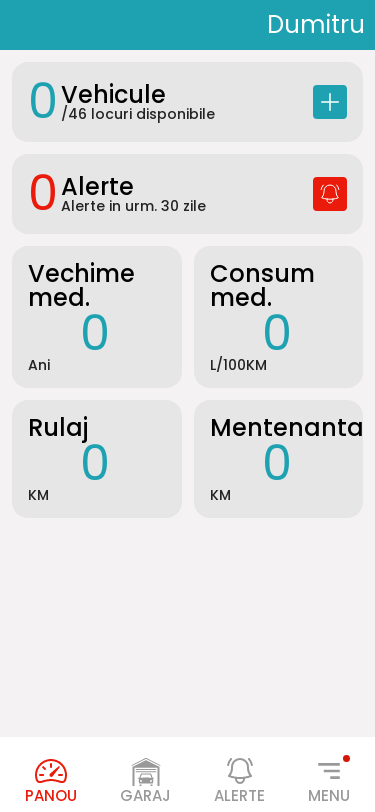 Dumitru
0 Vehicule
/46 locuri disponibile
0 Alerte
Alerte in urm. 30 zile
Vechime
med.
0
Ani
Consum
med.
0
L/100KM
Rulaj
0
KM
Mentenanta
0
KM
PANOU
GARAJ
ALERTE
MENU